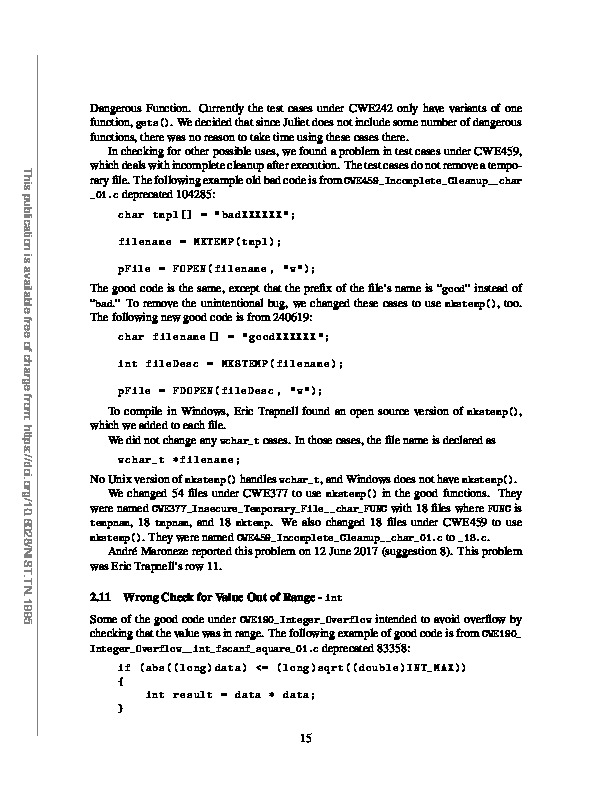 Dangerous Function. Currently the test cases under CWE242 only have variants of one
function, gets(). We decided that since Juliet does not include some number of dangerous
functions, there was no reason to take time using these cases there.
In checking for other possible uses, we found a problem in test cases under CWE459,
which deals with incomplete cleanup after execution. The test cases do not remove a tempo-
rary file. The following example old bad code is from CWE459_Incomplete_Cleanup__char
_01.c deprecated 104285:
char tmpl[] = "badXXXXXX";
filename = MKTEMP(tmpl);
pFile = FOPEN(filename, "w");
The good code is the same, except that the prefix of the file's name is "good" instead of
"bad." To remove the unintentional bug, we changed these cases to use mkstemp(), too.
The following new good code is from 240619:
char filename[] = "goodXXXXXX";
int fileDesc = MKSTEMP(filename);
pFile = FDOPEN(fileDesc, "w");
To compile in Windows, Eric Trapnell found an open source version of mkstemp(),
which we added to each file.
We did not change any wchar_t cases. In those cases, the file name is declared as
wchar_t *filename;
No Unix version of mkstemp() handles wchar_t, and Windows does not have mkstemp().
We changed 54 files under CWE377 to use mkstemp() in the good functions. They
were named CWE377_Insecure_Temporary_File__char_FUNC with 18 files where FUNC is
tempnam, 18 tmpnam, and 18 mktemp. We also changed 18 files under CWE459 to use
mkstemp(). They were named CWE459_Incomplete_Cleanup__char_01.c to _18.c.
André Maroneze reported this problem on 12 June 2017 (suggestion 8). This problem
was Eric Trapnell's row 11.
2.11 Wrong Check for Value Out of Range - int
Some of the good code under CWE190_Integer_Overflow intended to avoid overflow by
checking that the value was in range. The following example of good code is from CWE190_
Integer_Overflow__int_fscanf_square_01.c deprecated 83358:
if (abs((long)data) <= (long)sqrt((double)INT_MAX))
{
int result = data * data;
}
15
This publication is available free of charge from: https://doi.org/10.6028/NIST.TN.1995